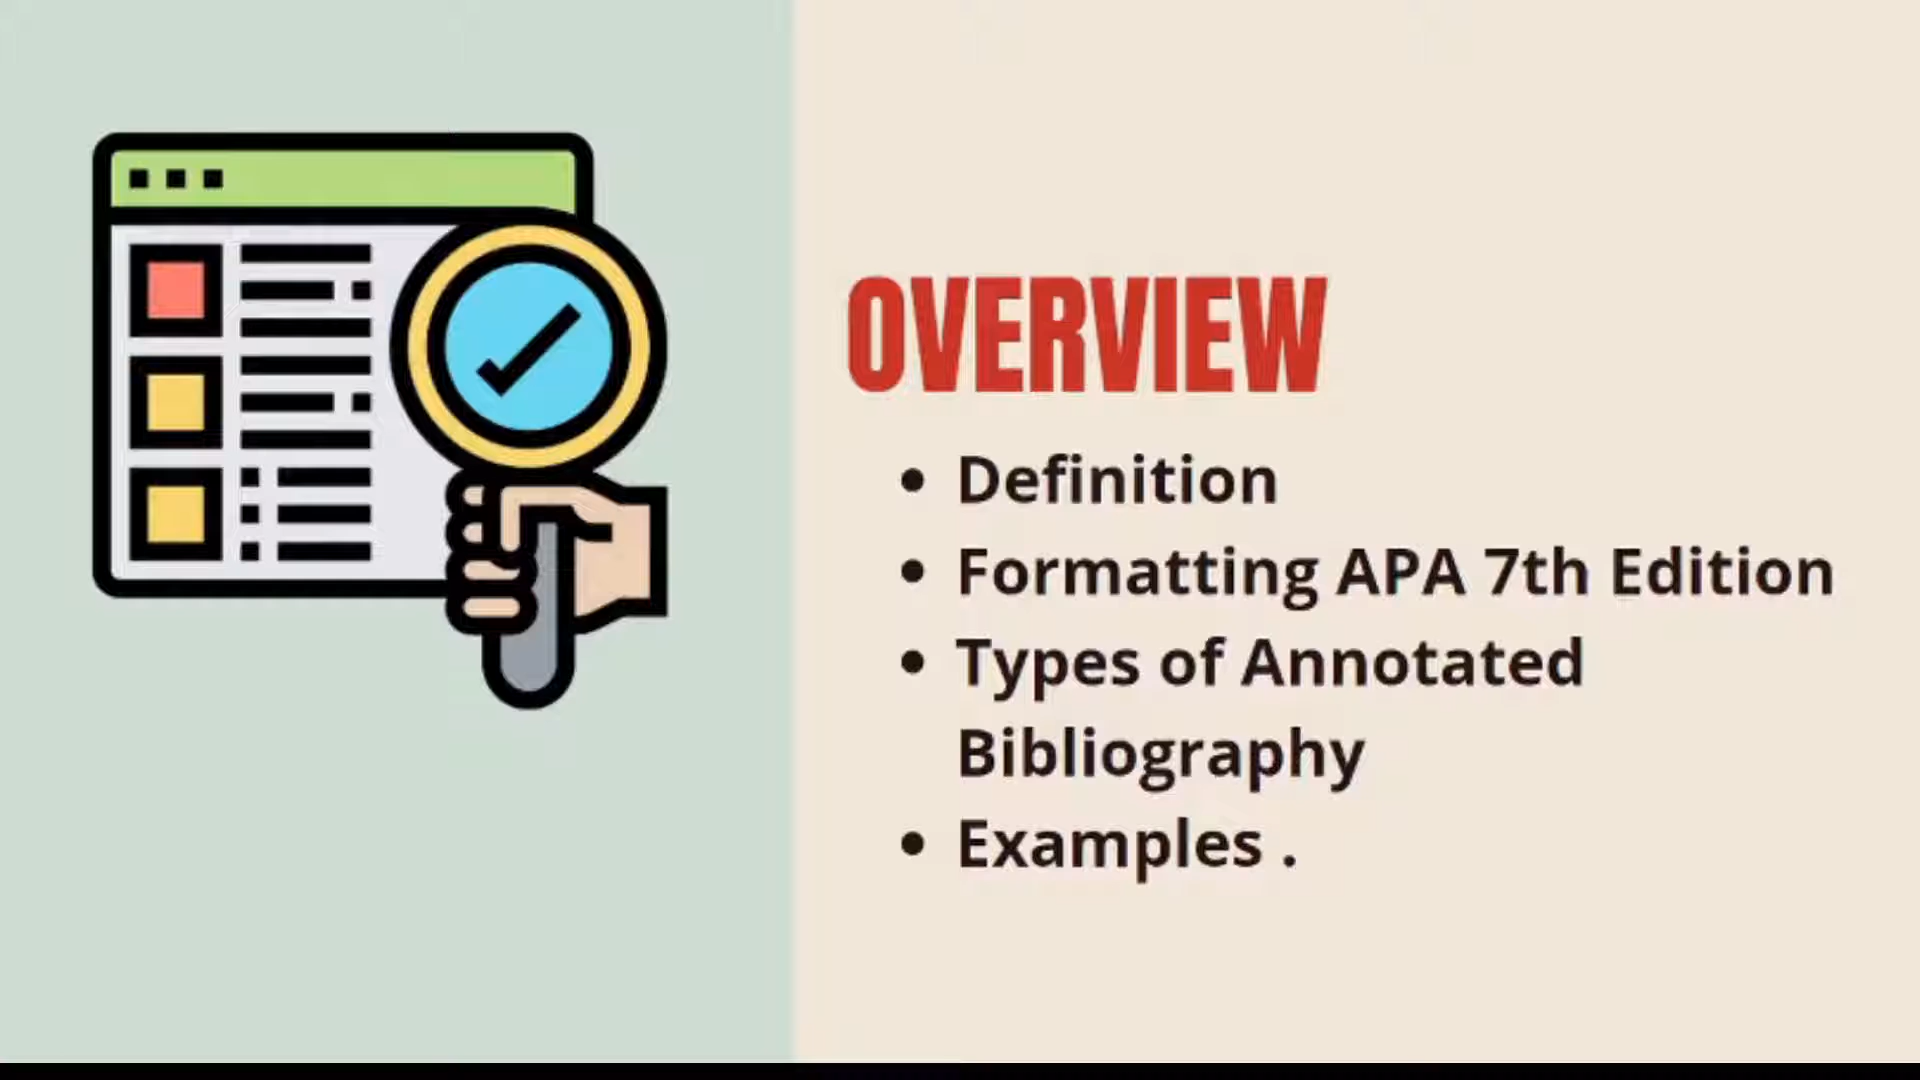 OVERVIEW
• Definition
• Formatting APA 7th Edition
• Types of Annotated
Bibliography
• Examples .